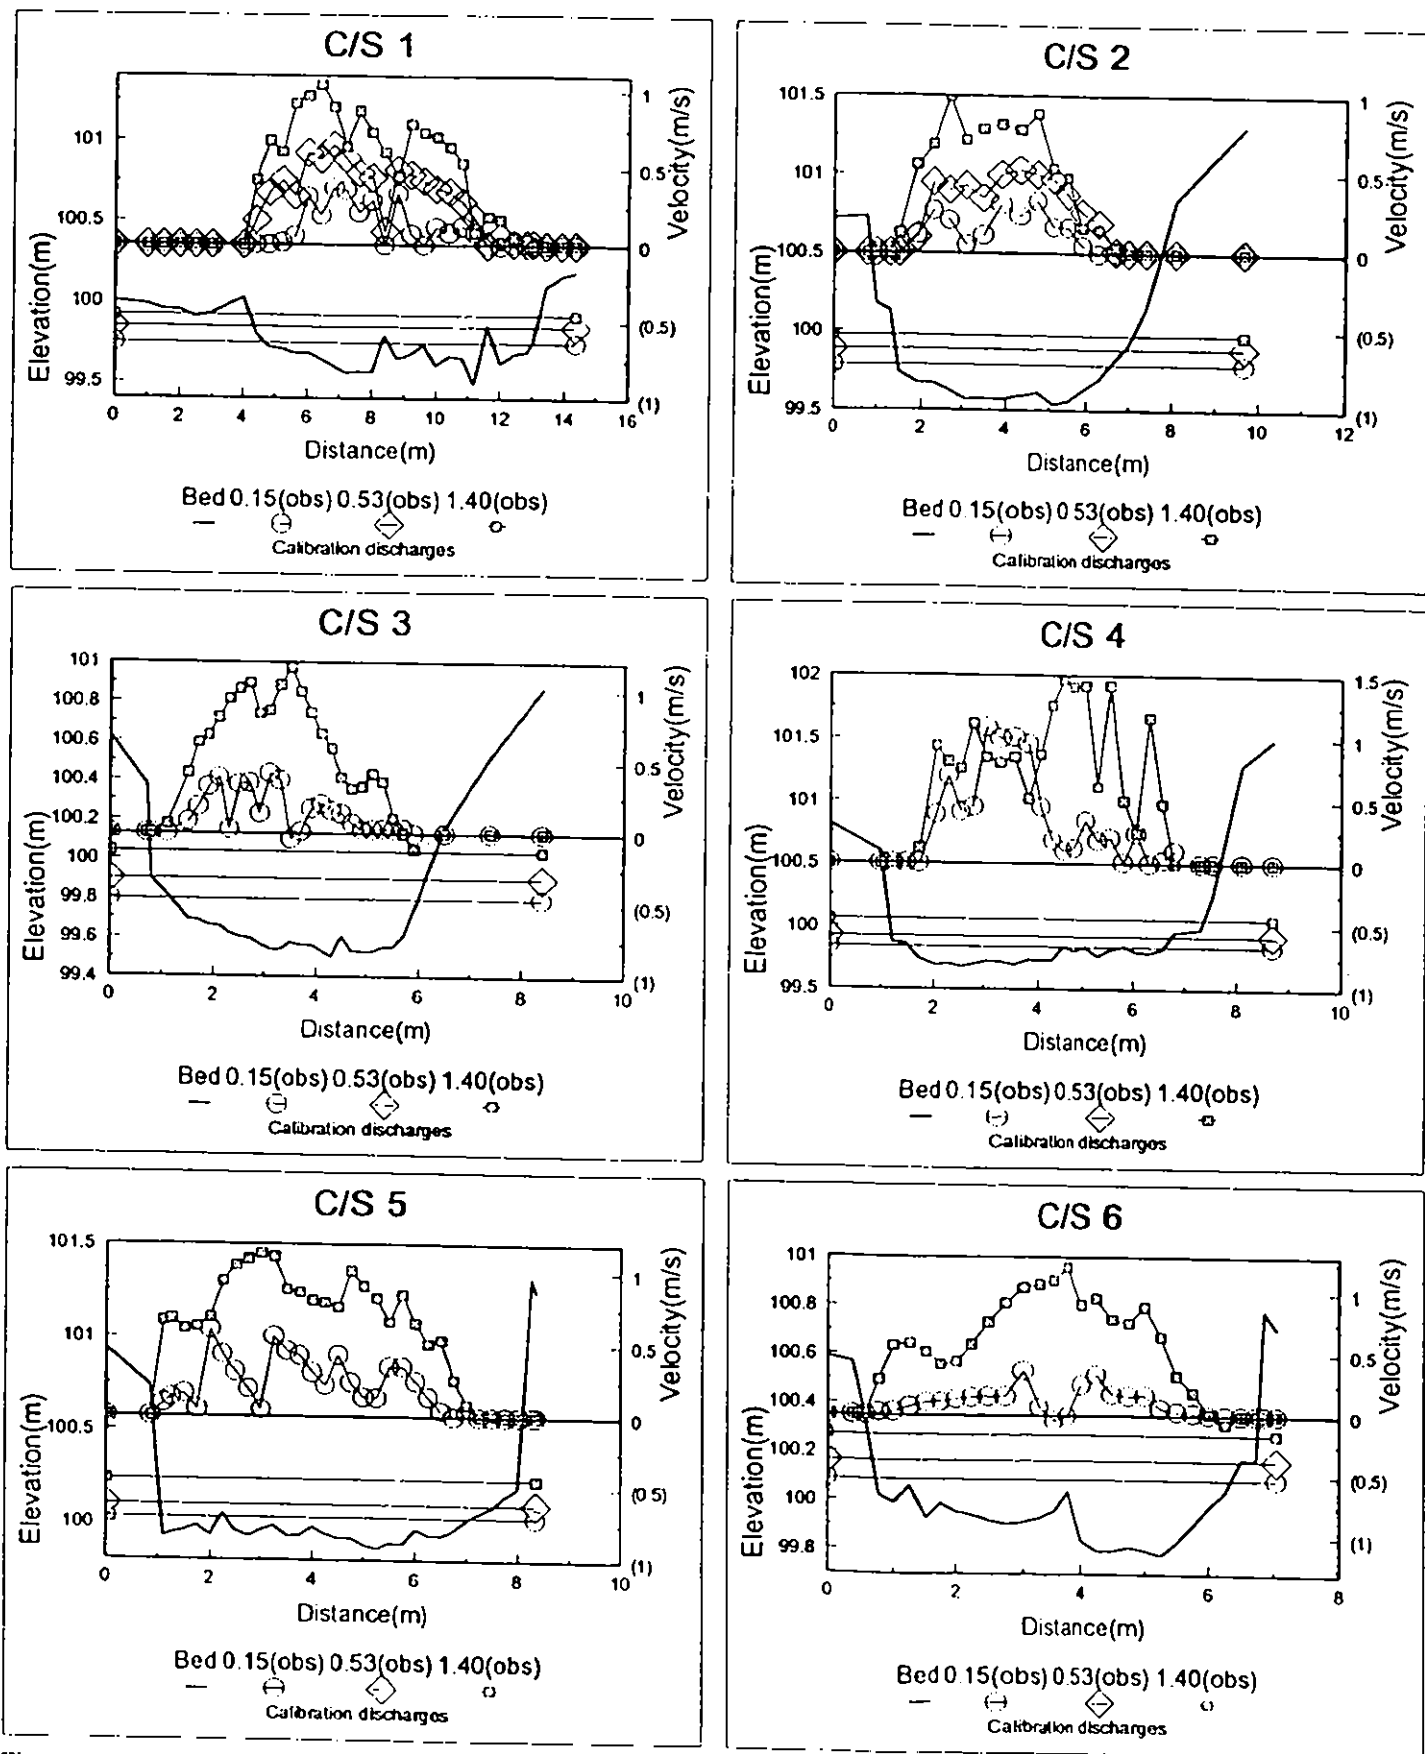 C/S 1
101
100.5
100
99.5
Elevation(m)
1
0.5
0
(0.5)
(1)
Velocity(m/s)
0 2 4 6 8 10 12 14 16
Distance(m)
Bed 0.15(obs) 0.53(obs) 1.40(obs)
Calibration discharges
C/S 2
101.5
101
100.5
100
99.5
Elevation(m)
1
0.5
0
(0.5)
(1)
Velocity(m/s)
0 2 4 6 8 10 12
Distance(m)
Bed 0.15(obs) 0 53(obs) 1.40(obs)
Calibration discharges
C/S 3
101
100.8
100.6
100.4
100.2
100
99.8
99.6
99.4
Elevation(m)
1
0.5
0
(0.5)
(1)
Velocity(m/s)
0 2 4 6 8 10
Distance(m)
Bed 0.15(obs) 0.53(obs) 1.40(obs)
Calibration discharges
C/S 4
102
101.5
101
100.5
100
99.5
Elevation(m)
1.5
1
0.5
0
(0.5)
(1)
Velocity(m/s)
0 2 4 6 8 10
Distance(m)
Bed 0.15(obs) 0.53(obs) 1.40(obs)
Calibration discharges
C/S 5
101.5
101
100.5
100
Elevation(m)
1
0.5
0
(0 5)
(1)
Velocity(m/s)
0 2 4 6 8 10
Distance(m)
Bed 0.15(obs) 0.53(obs) 1.40(obs)
Calibration discharges
C/S 6
101
100.8
100.6
100.4
100.2
100
99.8
Elevation(m)
1
0.5
0
(0.5)
(1)
Velocity(m/s)
0 2 4 6 8
Distance(m)
Bed 0.15(obs) 0.53(obs) 1.40(obs)
Calibration discharges